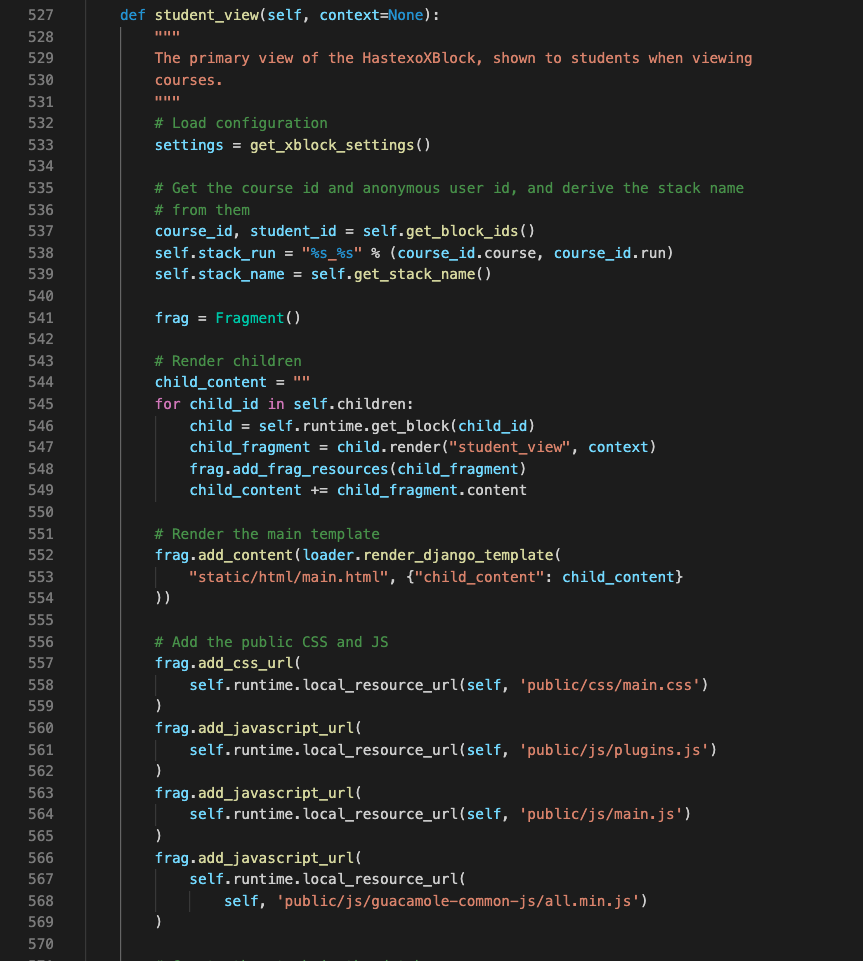 527 def student_view(self, context=None):
528 """
529 The primary view of the HastexoXBlock, shown to students when viewing
530 courses.
531 """
532 # Load configuration
533 settings = get_xblock_settings()
534
535 # Get the course id and anonymous user id, and derive the stack name
536 # from them
537 course_id, student_id = self.get_block_ids()
538 self.stack_run = "%s_%s" % (course_id.course, course_id.run)
539 self.stack_name = self.get_stack_name()
540
541 frag = Fragment()
542
543 # Render children
544 child_content = ""
545 for child_id in self.children:
546 child = self.runtime.get_block(child_id)
547 child_fragment = child.render("student_view", context)
548 frag.add_frag_resources(child_fragment)
549 child_content += child_fragment.content
550
551 # Render the main template
552 frag.add_content(loader.render_django_template(
553 "static/html/main.html", {"child_content": child_content}
554 ))
555
556 # Add the public CSS and JS
557 frag.add_css_url(
558 self.runtime.local_resource_url(self, 'public/css/main.css')
559 )
560 frag.add_javascript_url(
561 self.runtime.local_resource_url(self, 'public/js/plugins.js')
562 )
563 frag.add_javascript_url(
564 self.runtime.local_resource_url(self, 'public/js/main.js')
565 )
566 frag.add_javascript_url(
567 self.runtime.local_resource_url(
568 self, 'public/js/guacamole-common-js/all.min.js')
569 )
570